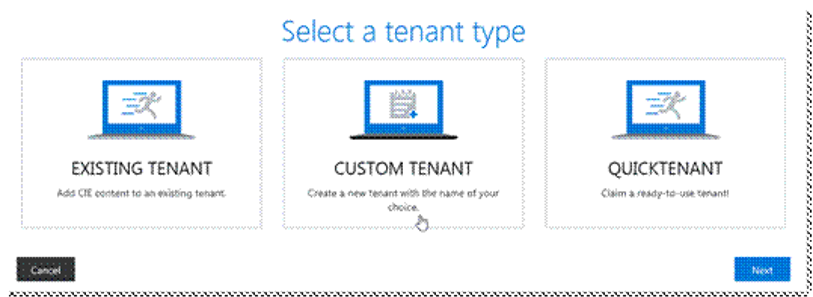 Select a tenant type
EXISTING TENANT
Add CIE content to an existing tenant.
CUSTOM TENANT
Create a new tenant with the name of your
choice.
QUICKTENANT
Claim a ready-to-use tenant!
Cancel
Next